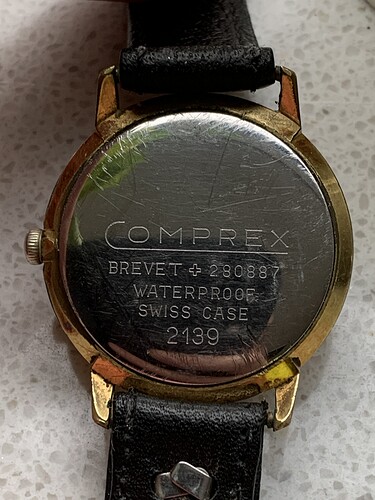 COMPREX
BREVET + 280887
WATERPROOF
SWISS CASE
2139